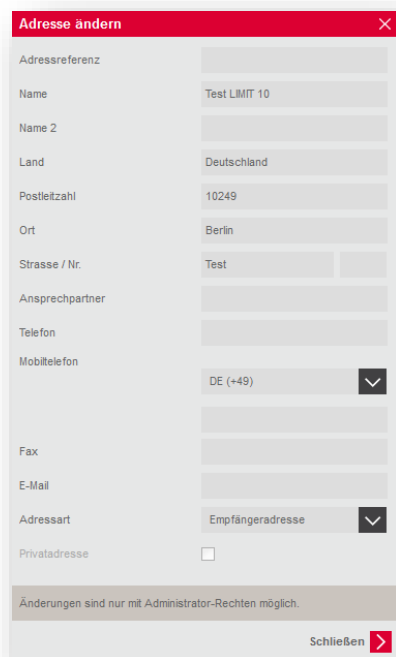 Adresse ändern
Adressreferenz
Name Test LIMIT 10
Name 2
Land Deutschland
Postleitzahl 10249
Ort Berlin
Strasse / Nr. Test
Ansprechpartner
Telefon
Mobiltelefon
DE (+49)
Fax
E-Mail
Adressart Empfängeradresse
Privatadresse
Änderungen sind nur mit Administrator-Rechten möglich.
Schließen